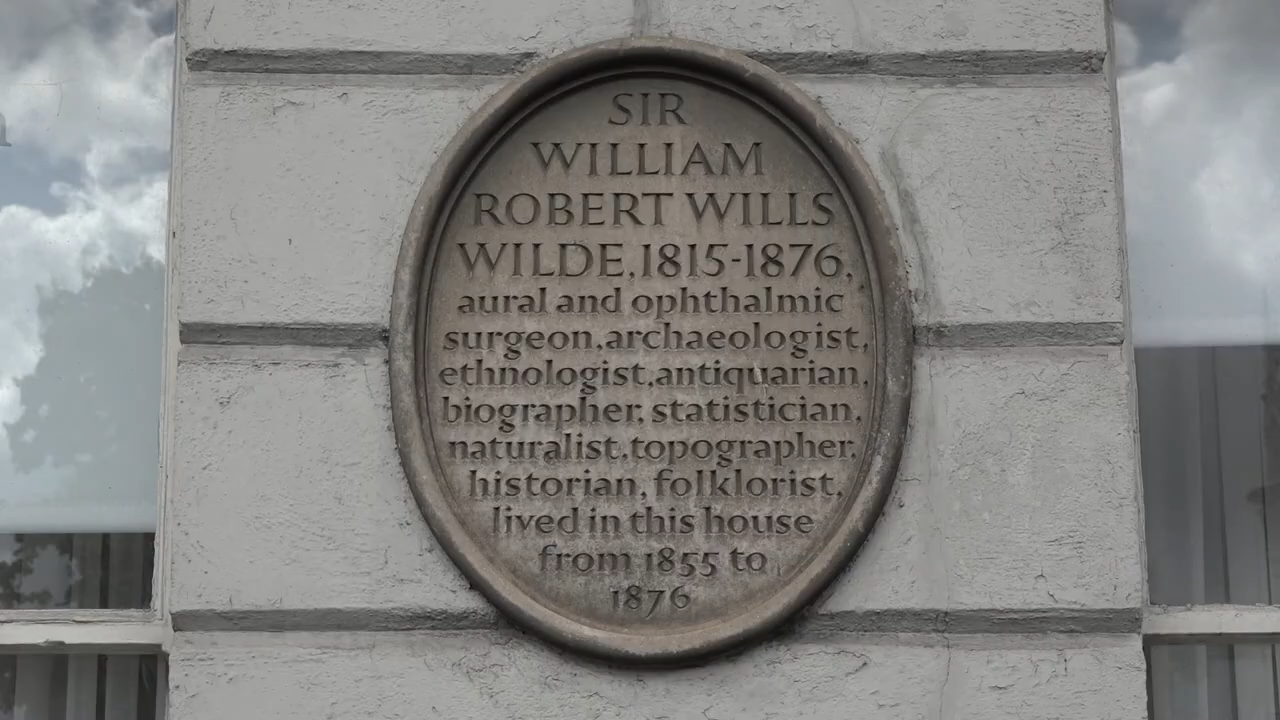 SIR
WILLIAM
ROBERT WILLS
WILDE, 1815-1876,
aural and ophthalmic
surgeon, archaeologist,
ethnologist, antiquarian,
biographer, statistician,
naturalist, topographer,
historian, folklorist,
lived in this house
from 1855 to
1876